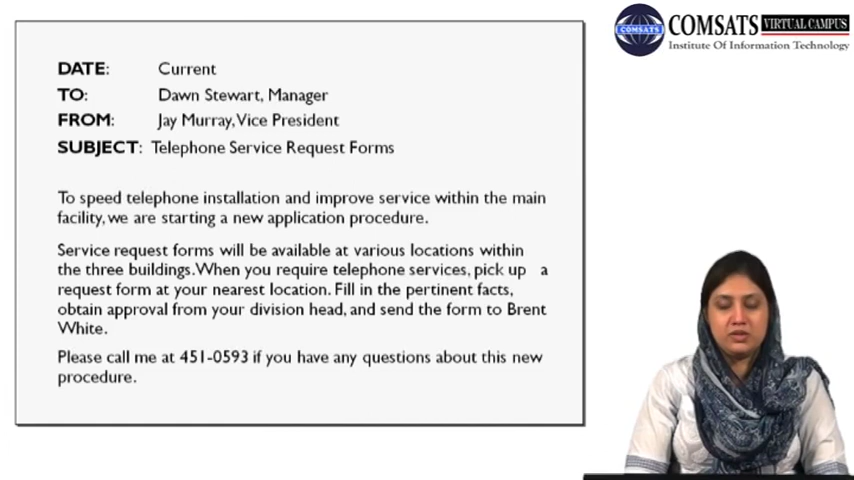 DATE: Current
TO: Dawn Stewart, Manager
FROM: Jay Murray, Vice President
SUBJECT: Telephone Service Request Forms
To speed telephone installation and improve service within the main
facility, we are starting a new application procedure.
Service request forms will be available at various locations within
the three buildings. When you require telephone services, pick up a
request form at your nearest location. Fill in the pertinent facts,
obtain approval from your division head, and send the form to Brent
White.
Please call me at 451-0593 if you have any questions about this new
procedure.
COMSATS
COMSATS VIRTUAL CAMPUS
Institute Of Information Technology